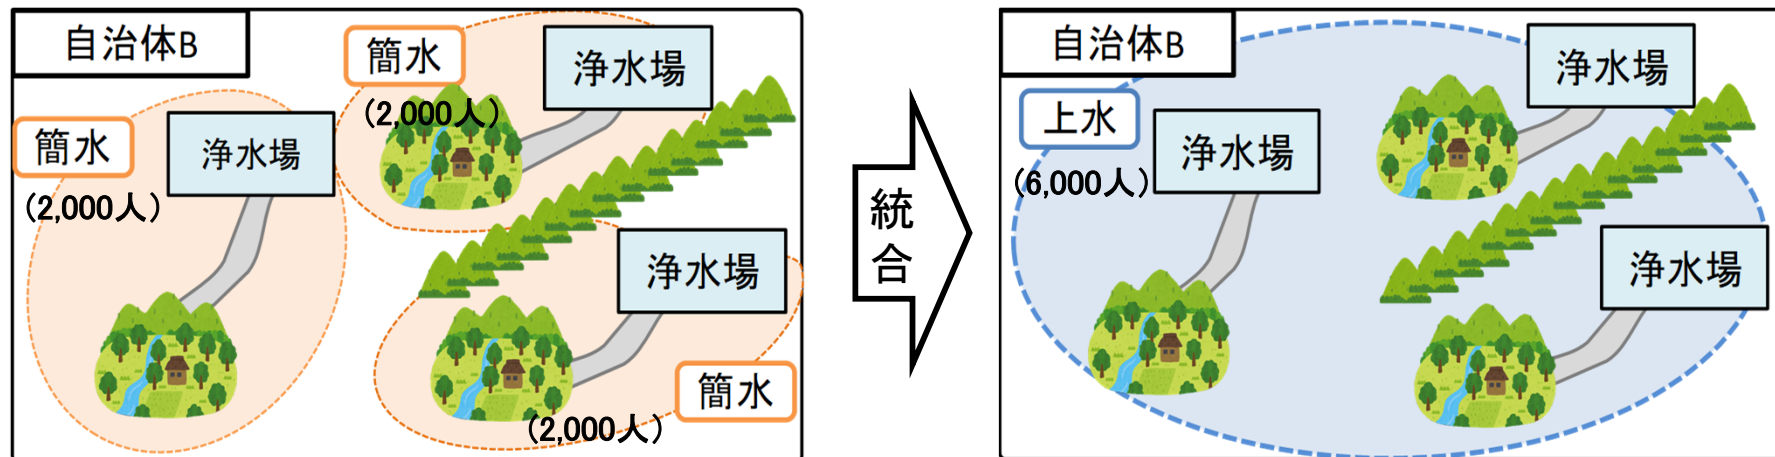 自治体B
簡水
(2,000人)
浄水場
簡水
(2,000人)
浄水場
浄水場
簡水
(2,000人)
統合
自治体B
上水
(6,000人)
浄水場
浄水場
浄水場